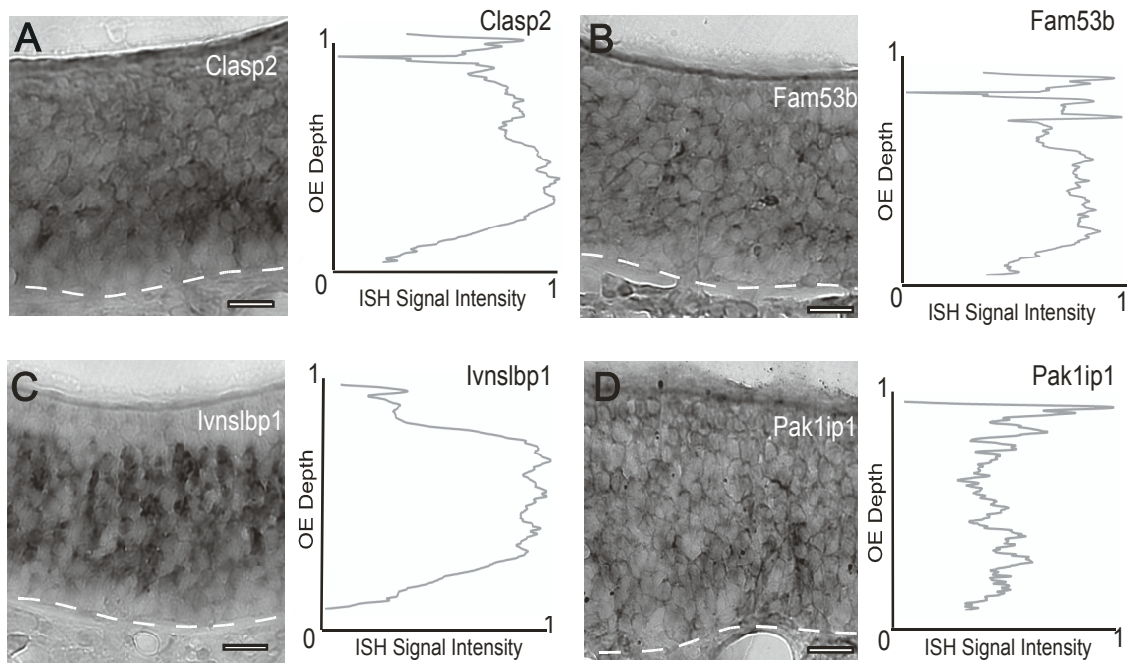 A
Clasp2
1
Clasp2
OE Depth
0
ISH Signal Intensity
1
B
Fam53b
1
Fam53b
OE Depth
0
ISH Signal Intensity
1
C
Ivnslbp1
1
Ivnslbp1
OE Depth
0
ISH Signal Intensity
1
D
Pak1ip1
1
Pak1ip1
OE Depth
0
ISH Signal Intensity
1